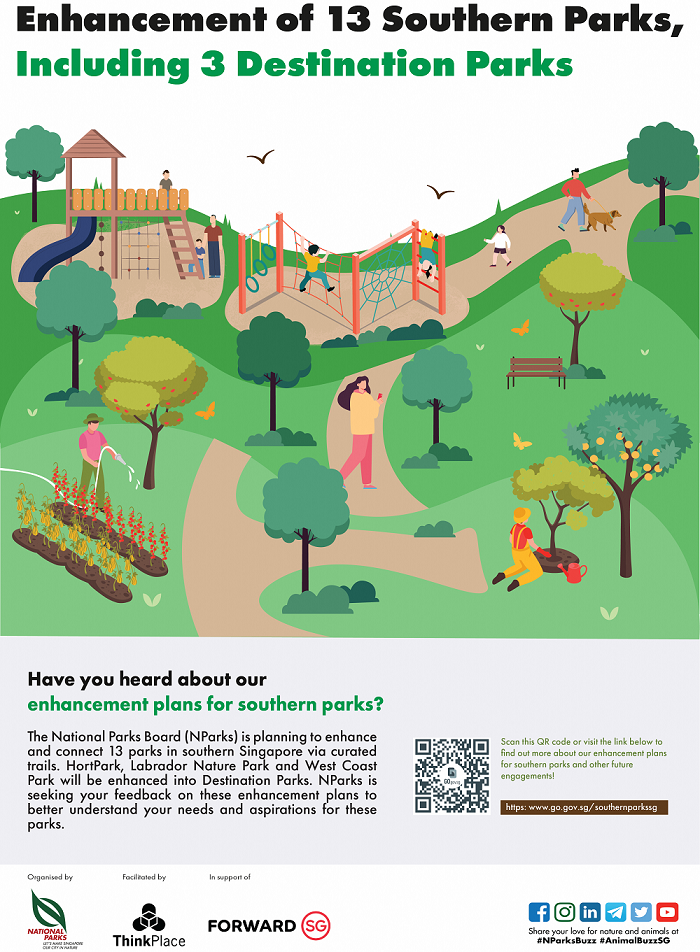 Enhancement of 13 Southern Parks,
Including 3 Destination Parks
Have you heard about our
enhancement plans for southern parks?
The National Parks Board (NParks) is planning to enhance
and connect 13 parks in southern Singapore via curated
trails. HortPark, Labrador Nature Park and West Coast
Park will be enhanced into Destination Parks. NParks is
seeking your feedback on these enhancement plans to
better understand your needs and aspirations for these
parks.
GOgovsg
Scan this QR code or visit the link below to
find out more about our enhancement plans
for southern parks and other future
engagements!
https: www.go.gov.sg/southernparkssg
Organised by
Facilitated by
In support of
NATIONAL
PARKS
LET'S MAKE SINGAPORE
OUR CITY IN NATURE
ThinkPlace
FORWARD SG
Share your love for nature and animals at
#NParksBuzz #AnimalBuzzSG